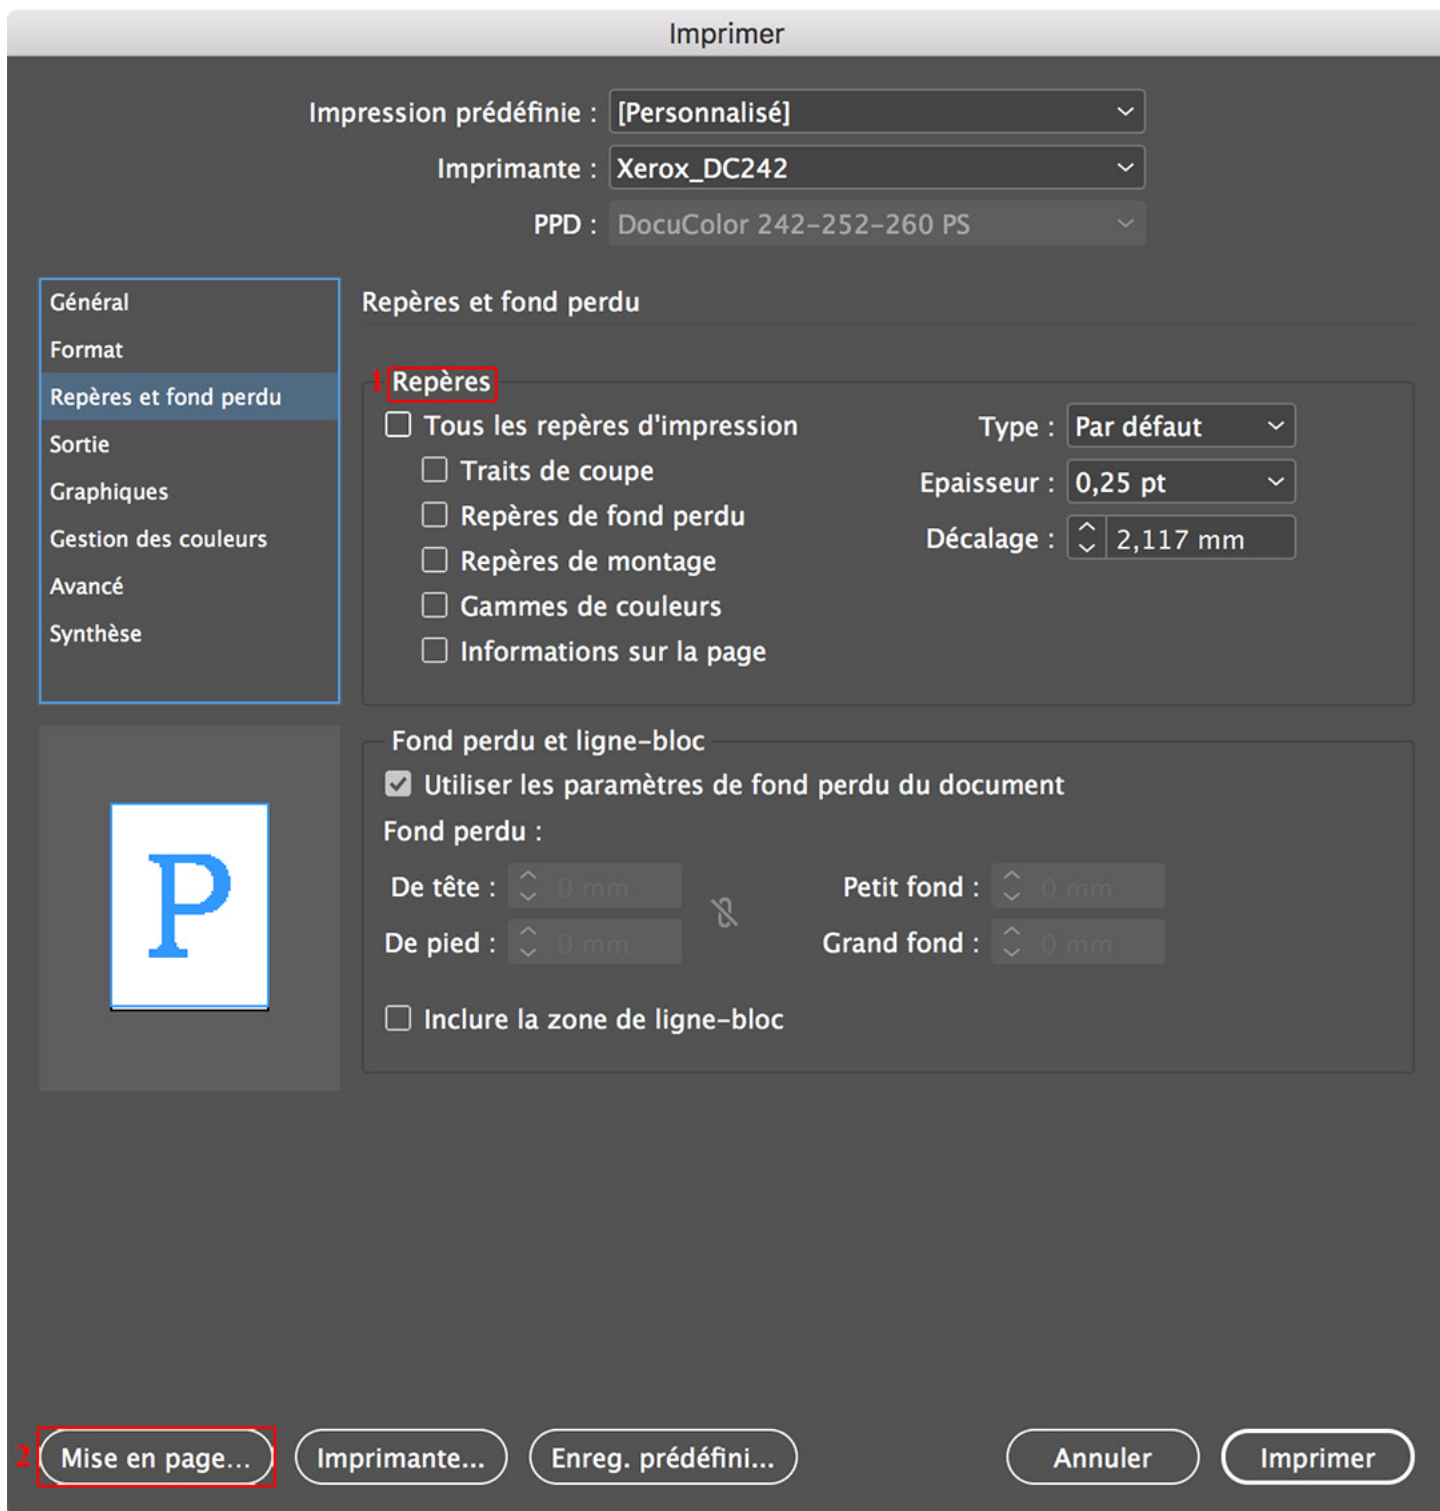 Imprimer
Impression prédéfinie : [Personnalisé]
Imprimante : Xerox_DC242
PPD : DocuColor 242-252-260 PS
Général
Format
Repères et fond perdu
Sortie
Graphiques
Gestion des couleurs
Avancé
Synthèse
Repères et fond perdu
1 Repères
Tous les repères d'impression
Traits de coupe
Repères de fond perdu
Repères de montage
Gammes de couleurs
Informations sur la page
Type : Par défaut
Epaisseur : 0,25 pt
Décalage : 2,117 mm
P
Fond perdu et ligne-bloc
Utiliser les paramètres de fond perdu du document
Fond perdu :
De tête : 0 mm
Petit fond : 0 mm
De pied : 0 mm
Grand fond : 0 mm
Inclure la zone de ligne-bloc
2 Mise en page... Imprimante... Enreg. prédéfini... Annuler Imprimer